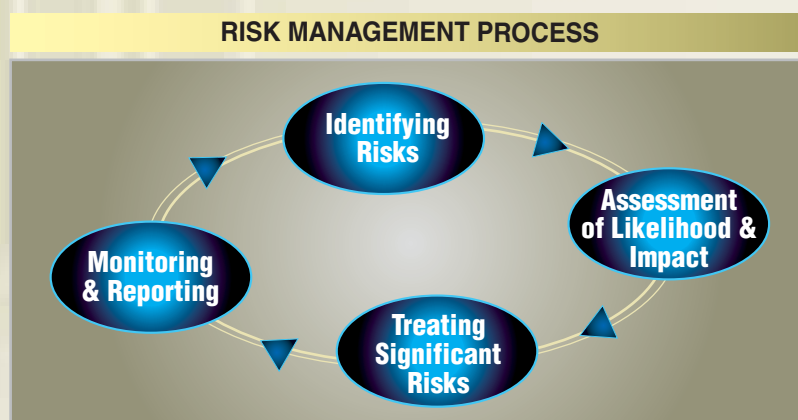 RISK MANAGEMENT PROCESS
Identifying
Risks
Assessment
of Likelihood &
Impact
Treating
Significant
Risks
Monitoring
& Reporting